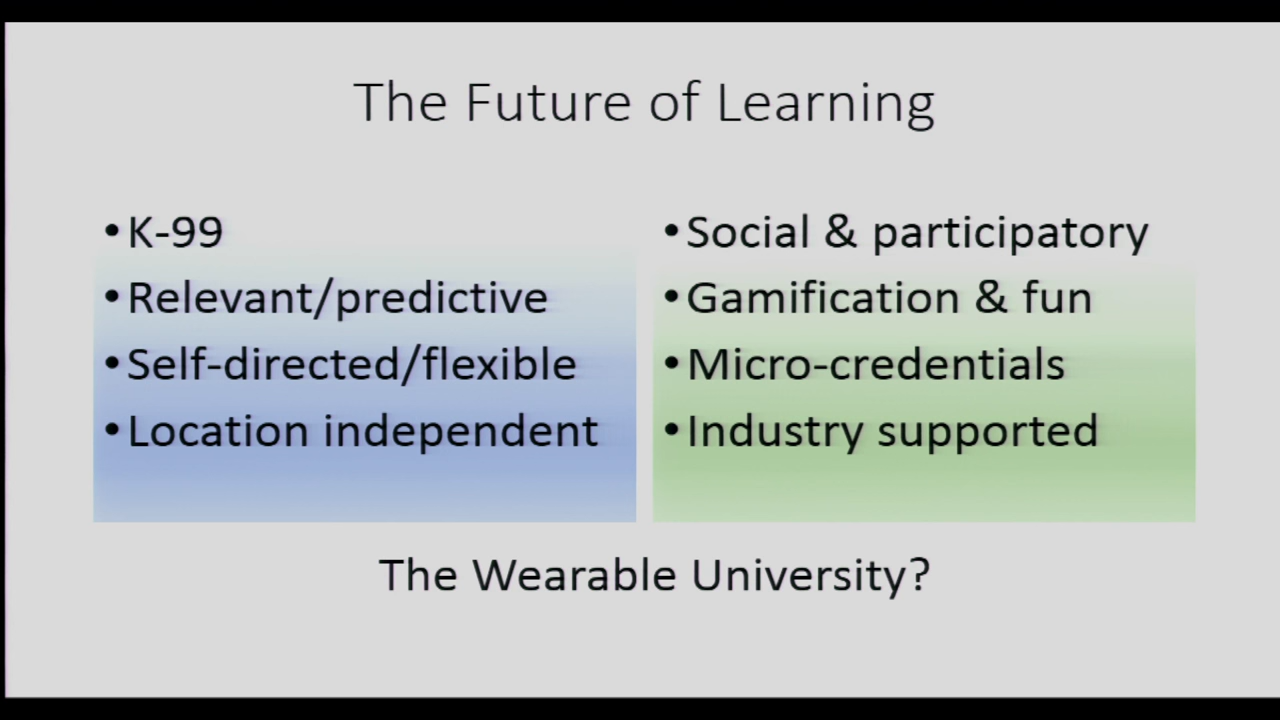 The Future of Learning
•K-99
•Relevant/predictive
•Self-directed/flexible
•Location independent
•Social & participatory
•Gamification & fun
•Micro-credentials
•Industry supported
The Wearable University?